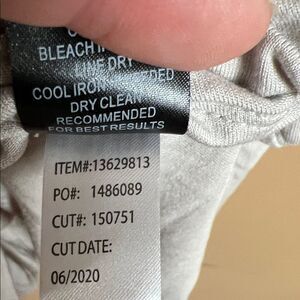 BLEACH
LINE DRY
COOL IRON
DRY CLEAN
RECOMMENDED
FOR BEST RESULTS
ITEM#:13629813
PO#: 1486089
CUT#: 150751
CUT DATE:
06/2020